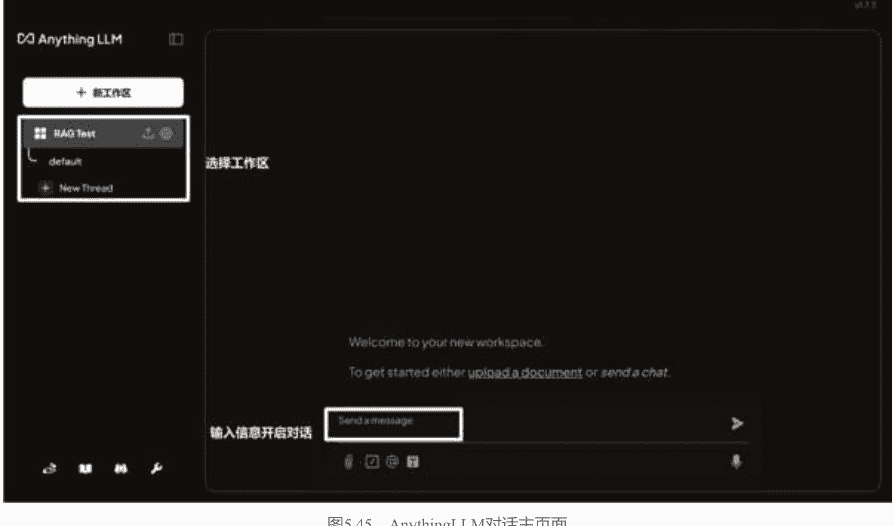 v1.7.3
AnythingLLM
+ 新工作区
RAG Test
default
选择工作区
New Thread
Welcome to your new workspace.
To get started either upload a document or send a chat.
Send a message
输入信息开启对话
图5.45 AnythingLLM对话主页面